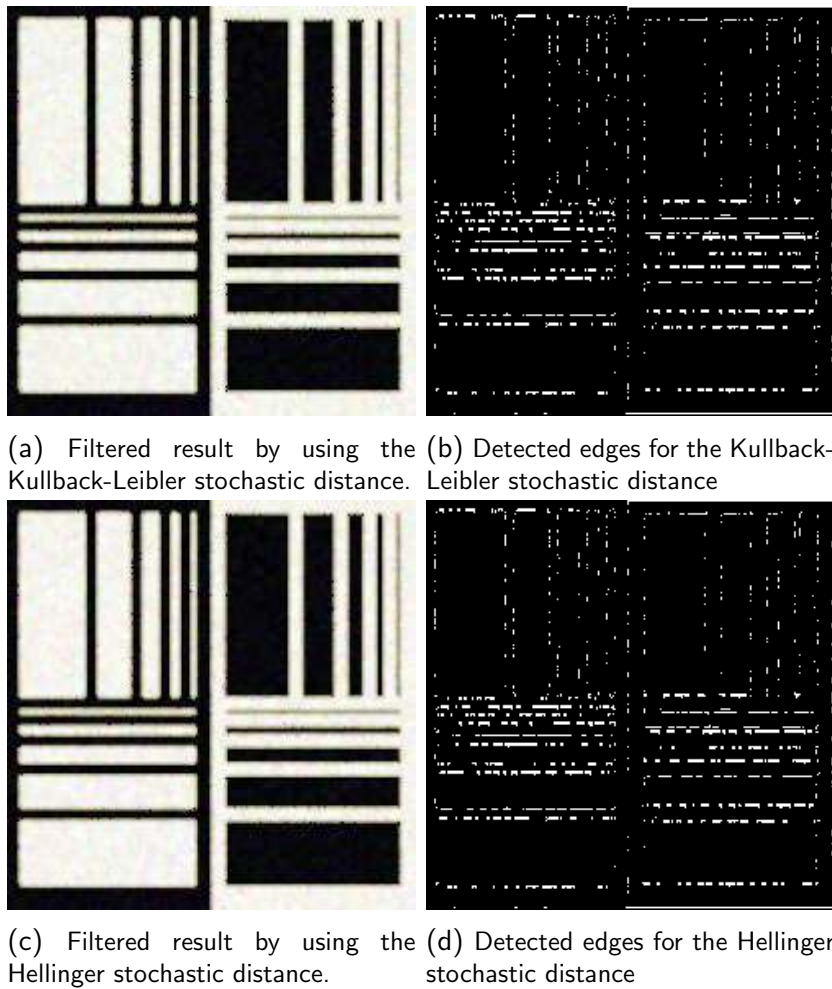 (a) Filtered result by using the
Kullback-Leibler stochastic distance.
(b) Detected edges for the Kullback-
Leibler stochastic distance
(c) Filtered result by using the
Hellinger stochastic distance.
(d) Detected edges for the Hellinger
stochastic distance